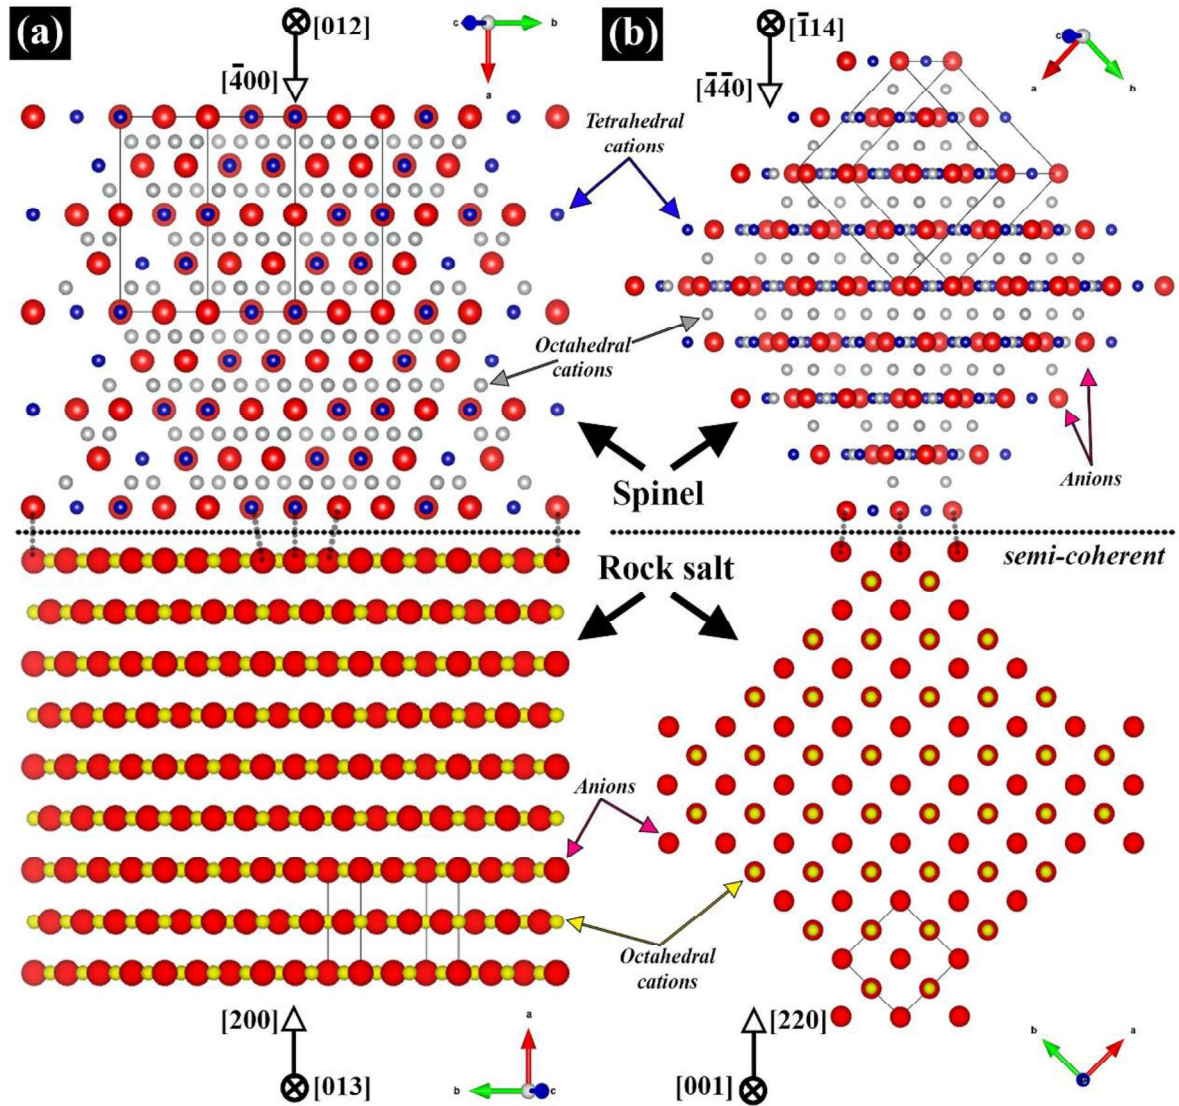 (a)
[012]
c
b
a
[4̄00]
(b)
[1̄14]
c
a
b
[4̄4̄0]
Tetrahedral
cations
Octahedral
cations
Anions
Spinel
Rock salt
semi-coherent
Anions
Octahedral
cations
[200]
[013]
a
b
c
[220]
[001]
b
a